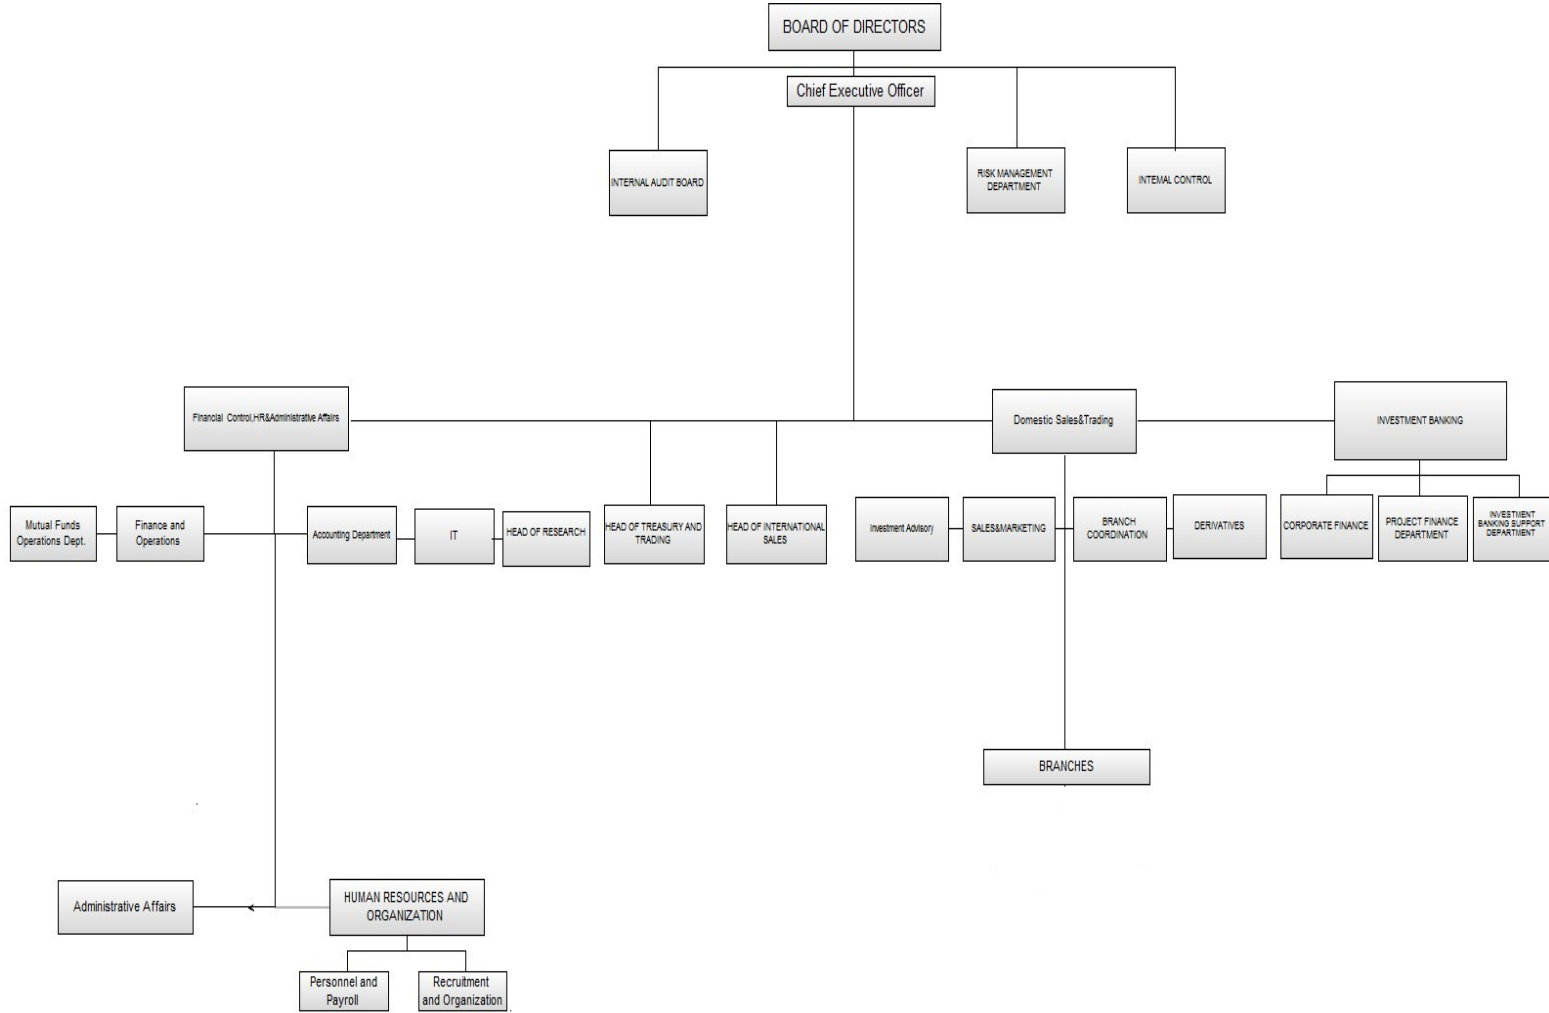 BOARD OF DIRECTORS
Chief Executive Officer
INTERNAL AUDIT BOARD
RISK MANAGEMENT
DEPARTMENT
INTEMAL CONTROL
Financial Control,HR&Administrative Affairs
Domestic Sales&Trading
INVESTMENT BANKING
Mutual Funds
Operations Dept.
Finance and
Operations
Accounting Department
IT
HEAD OF RESEARCH
HEAD OF TREASURY AND
TRADING
HEAD OF INTERNATIONAL
SALES
Investment Advisory
SALES&MARKETING
BRANCH
COORDINATION
DERIVATIVES
CORPORATE FINANCE
PROJECT FINANCE
DEPARTMENT
INVESTMENT
BANKING SUPPORT
DEPARTMENT
BRANCHES
Administrative Affairs
HUMAN RESOURCES AND
ORGANIZATION
Personnel and
Payroll
Recruitment
and Organization